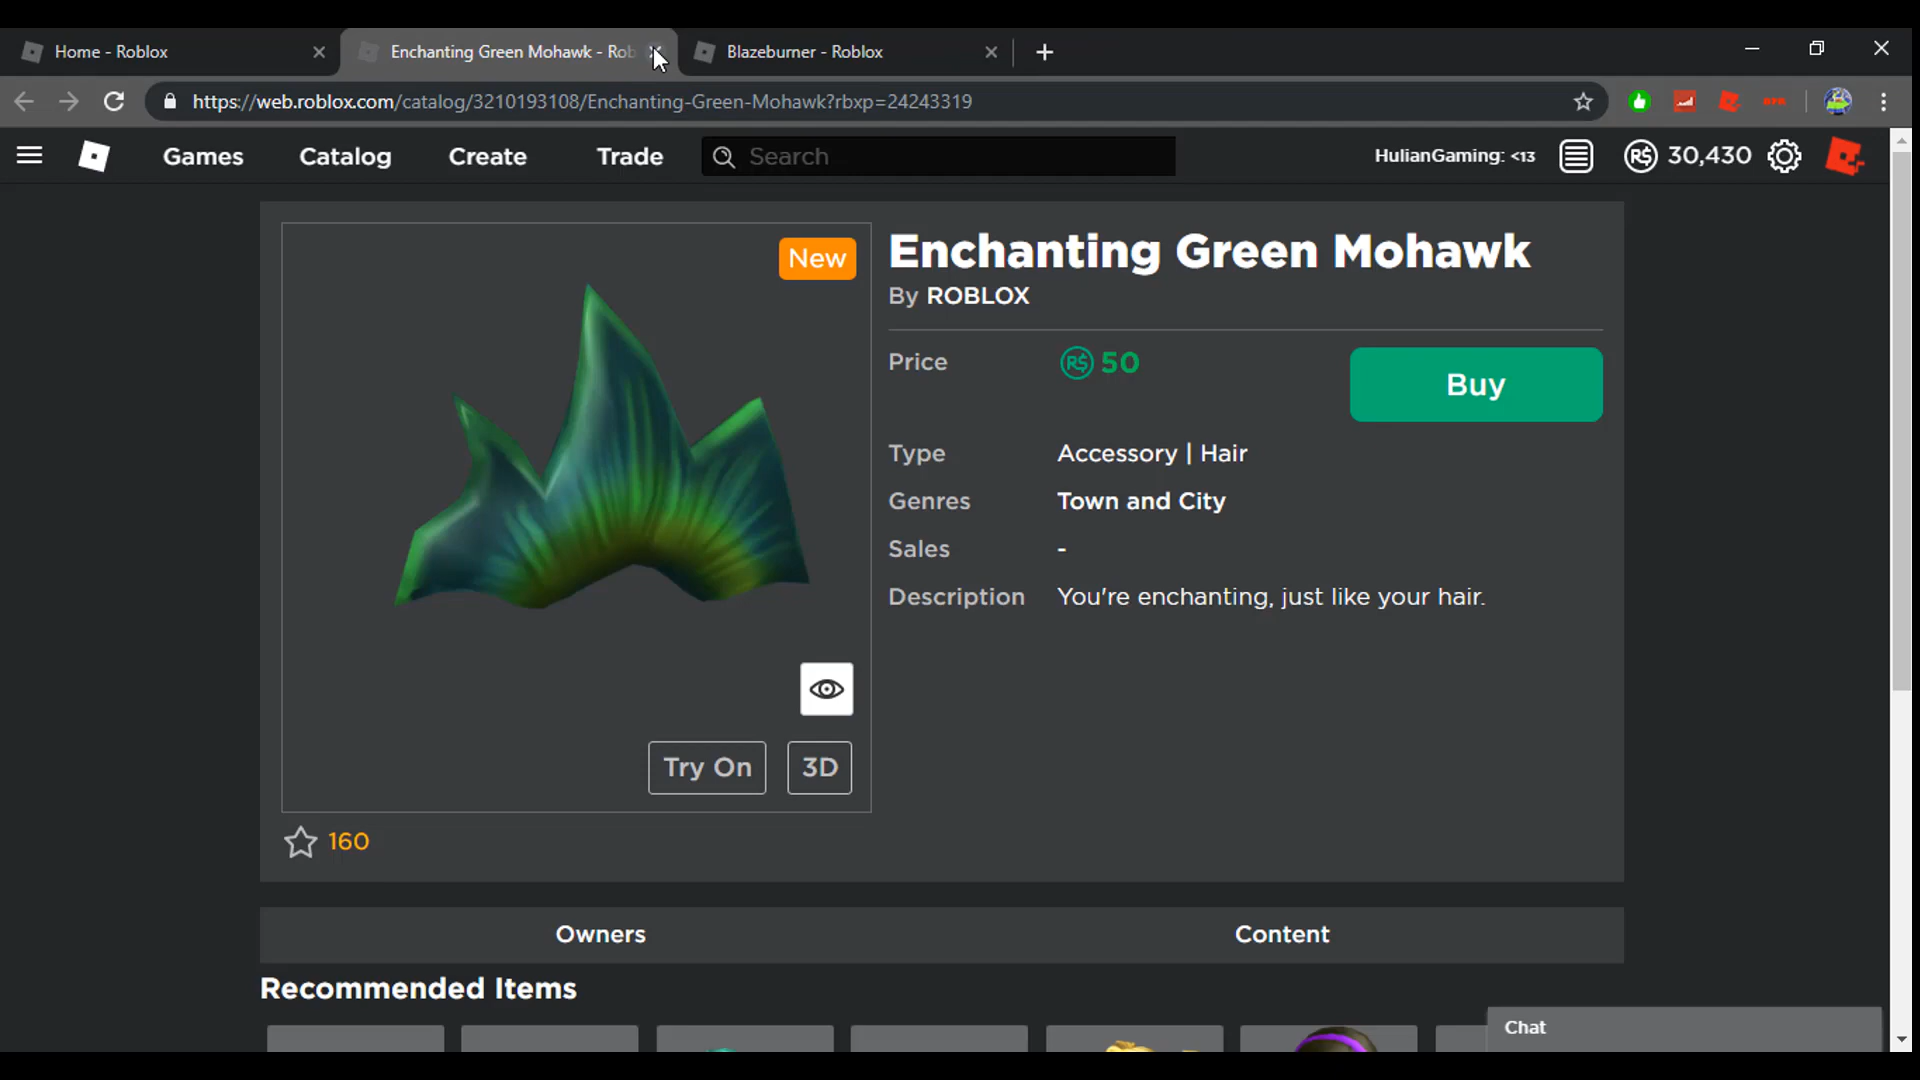 Home - Roblox
Enchanting Green Mohawk - Rob
Blazeburner - Roblox
https://web.roblox.com/catalog/3210193108/Enchanting-Green-Mohawk?rbxp=24243319
Games
Catalog
Create
Trade
Search
HulianGaming: <13
R$ 30,430
New
Enchanting Green Mohawk
By ROBLOX
Price
R$ 50
Buy
Type
Accessory | Hair
Genres
Town and City
Sales
-
Description
You're enchanting, just like your hair.
Try On
3D
160
Owners
Content
Recommended Items
Chat